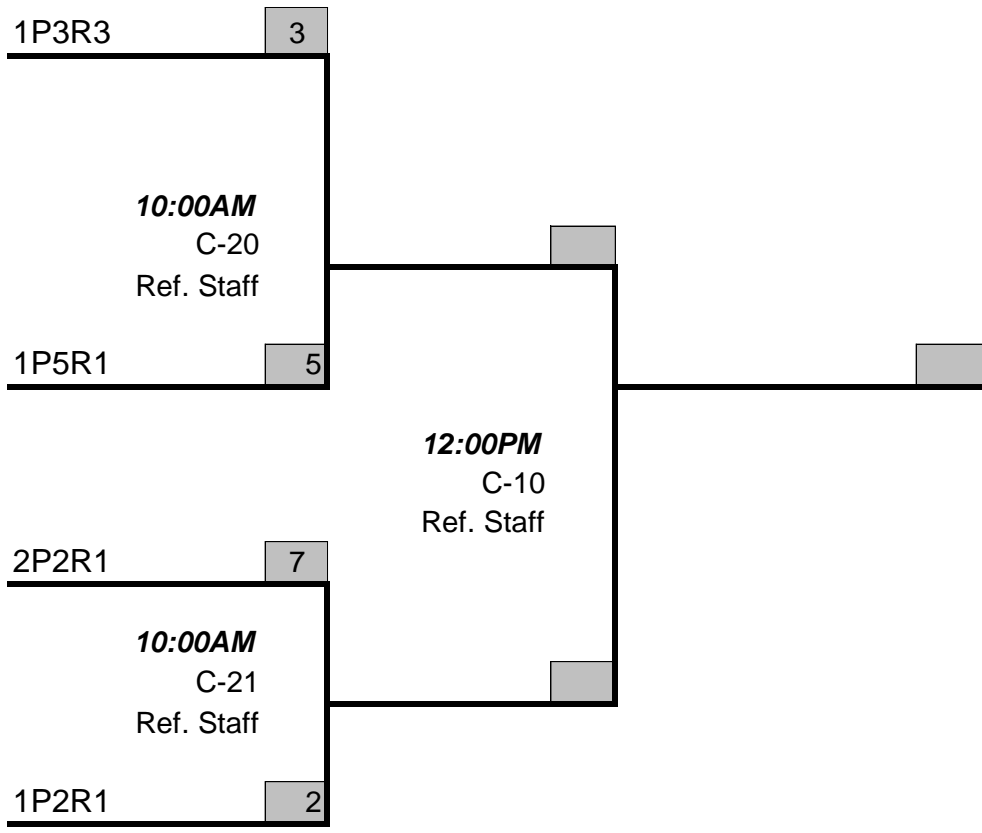 1P3R3 3
10:00AM
C-20
Ref. Staff
1P5R1 5
12:00PM
C-10
Ref. Staff
2P2R1 7
10:00AM
C-21
Ref. Staff
1P2R1 2